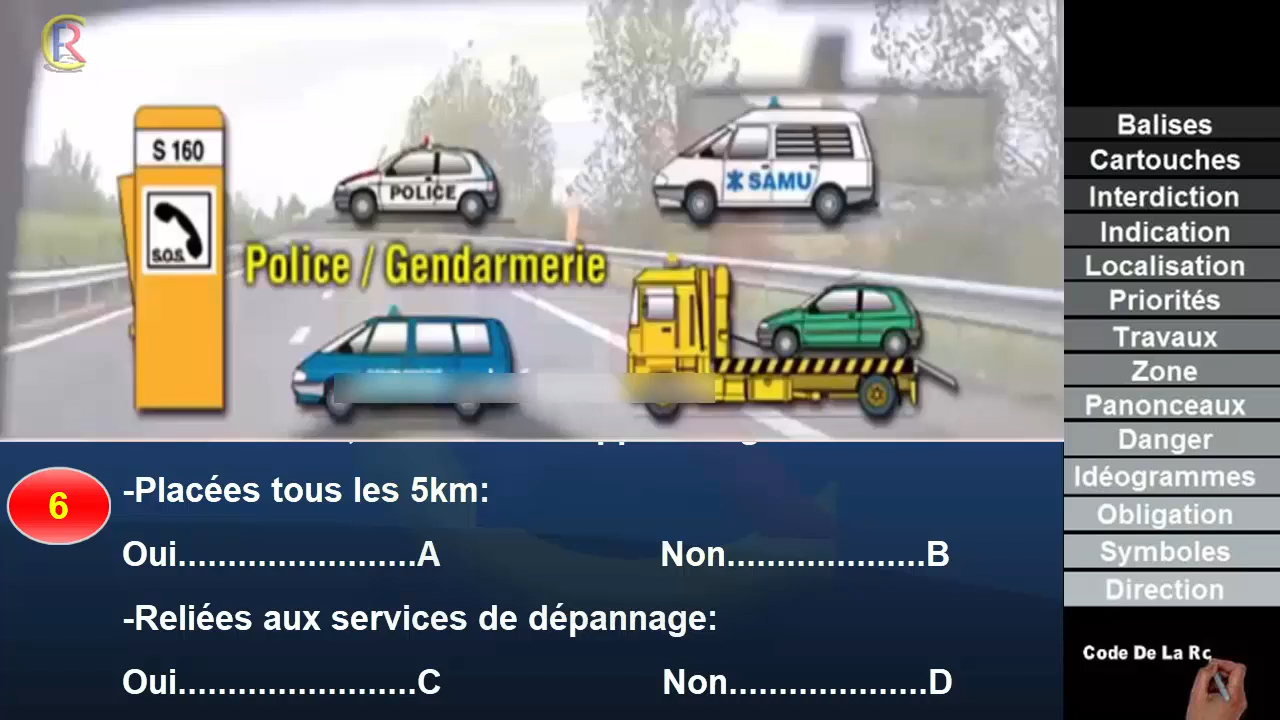 S 160
S.O.S.
POLICE
SAMU
Police / Gendarmerie
6
-Placées tous les 5km:
Oui.......................A
Non...................B
-Reliées aux services de dépannage:
Oui.......................C
Non...................D
Balises
Cartouches
Interdiction
Indication
Localisation
Priorités
Travaux
Zone
Panonceaux
Danger
Idéogrammes
Obligation
Symboles
Direction
Code De La Rc